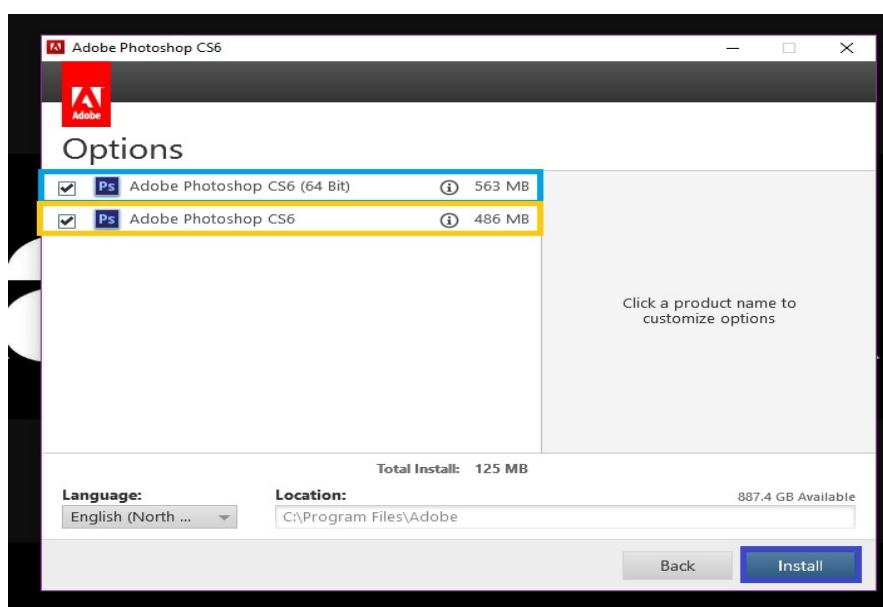 Adobe Photoshop CS6
Adobe
Options
Ps Adobe Photoshop CS6 (64 Bit) 563 MB
Ps Adobe Photoshop CS6 486 MB
Click a product name to
customize options
Total Install: 125 MB
Language: Location: 887.4 GB Available
English (North ... C:\Program Files\Adobe
Back Install